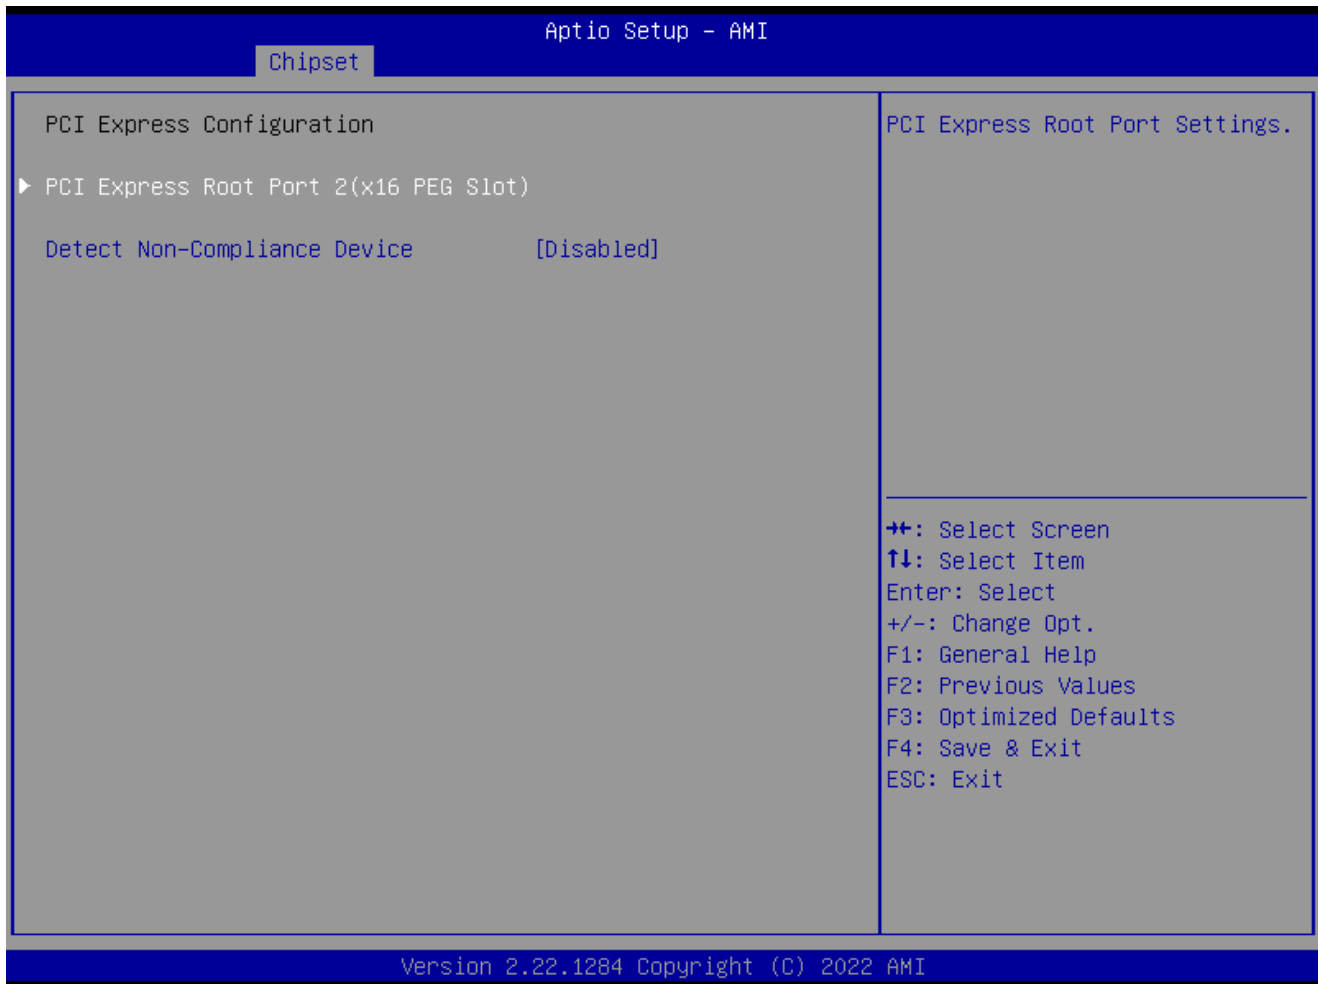 Aptio Setup – AMI
Chipset
PCI Express Configuration
▶ PCI Express Root Port 2(x16 PEG Slot)
Detect Non-Compliance Device [Disabled]
PCI Express Root Port Settings.
→←: Select Screen
↑↓: Select Item
Enter: Select
+/-: Change Opt.
F1: General Help
F2: Previous Values
F3: Optimized Defaults
F4: Save & Exit
ESC: Exit
Version 2.22.1284 Copyright (C) 2022 AMI